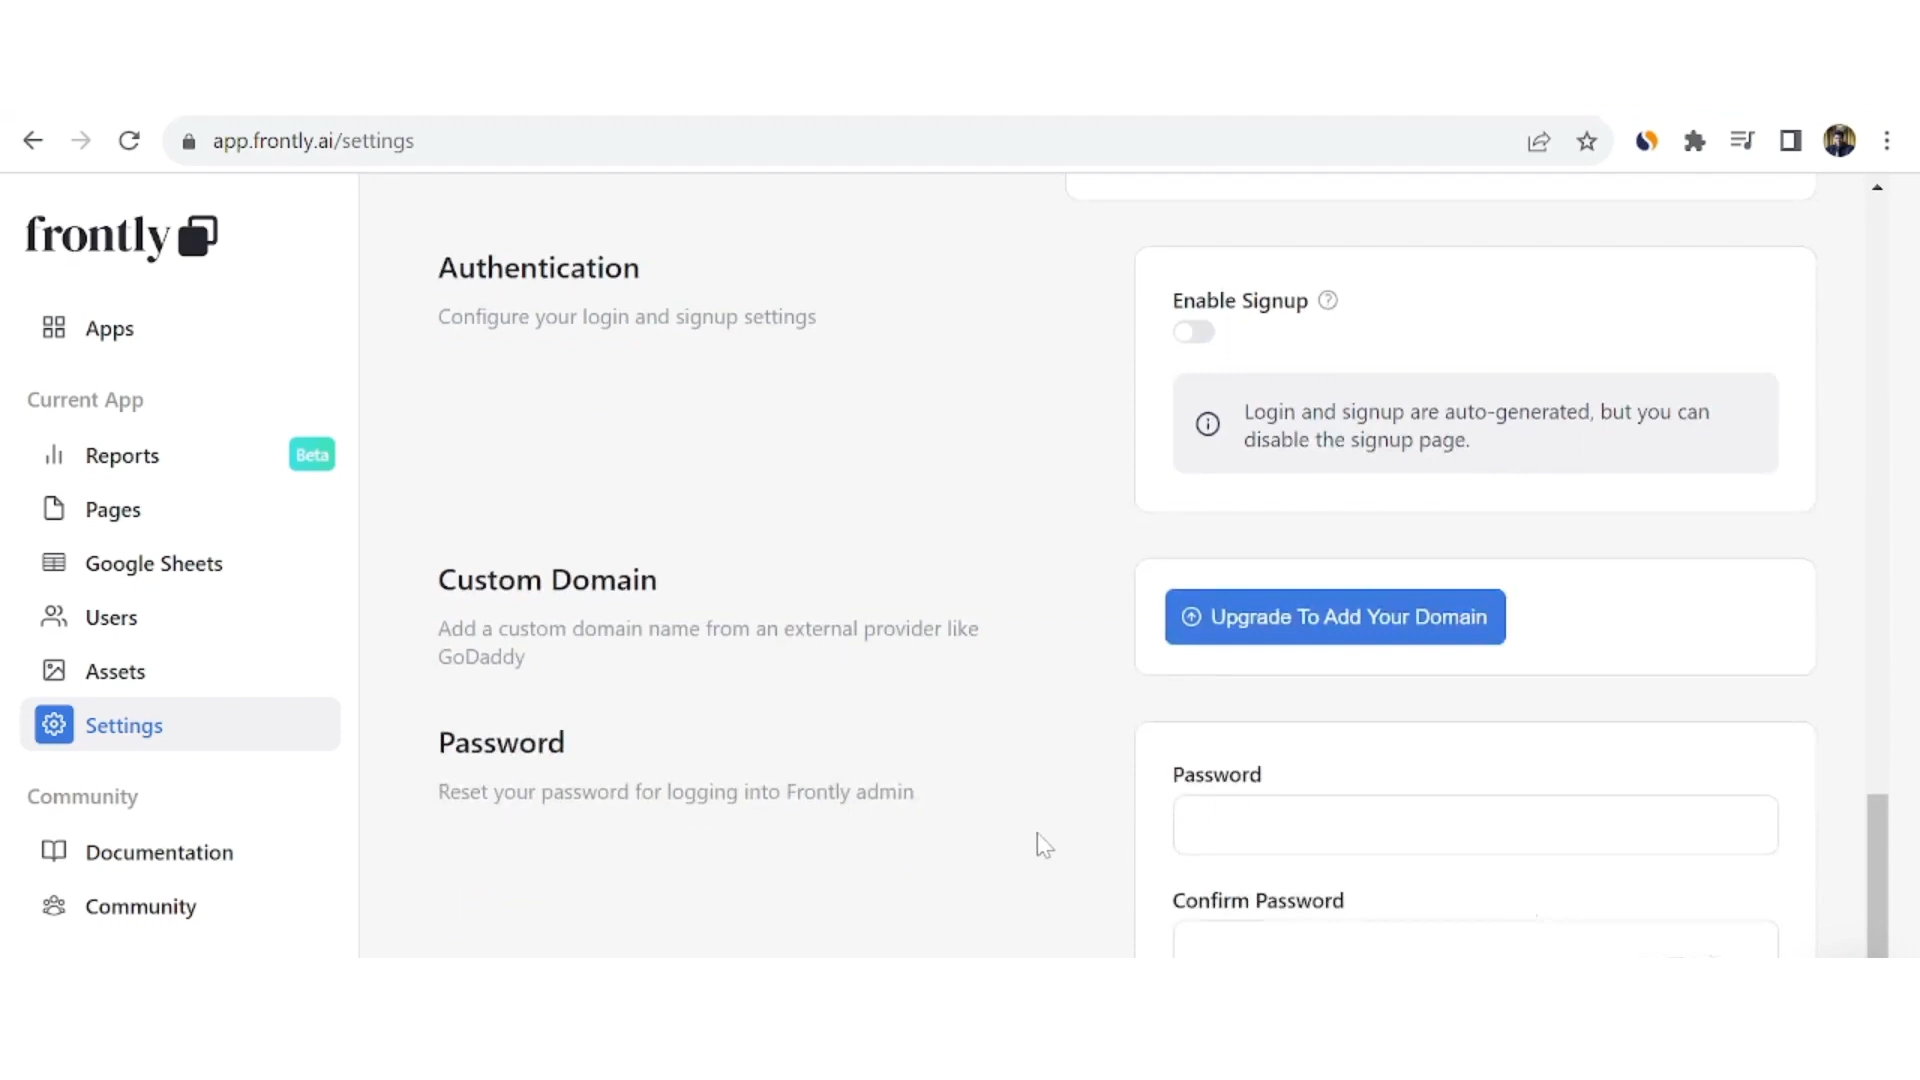 app.frontly.ai/settings
frontly
Apps
Current App
Reports
Beta
Pages
Google Sheets
Users
Assets
Settings
Community
Documentation
Community
Authentication
Configure your login and signup settings
Enable Signup
Login and signup are auto-generated, but you can
disable the signup page.
Custom Domain
Add a custom domain name from an external provider like
GoDaddy
Upgrade To Add Your Domain
Password
Reset your password for logging into Frontly admin
Password
Confirm Password